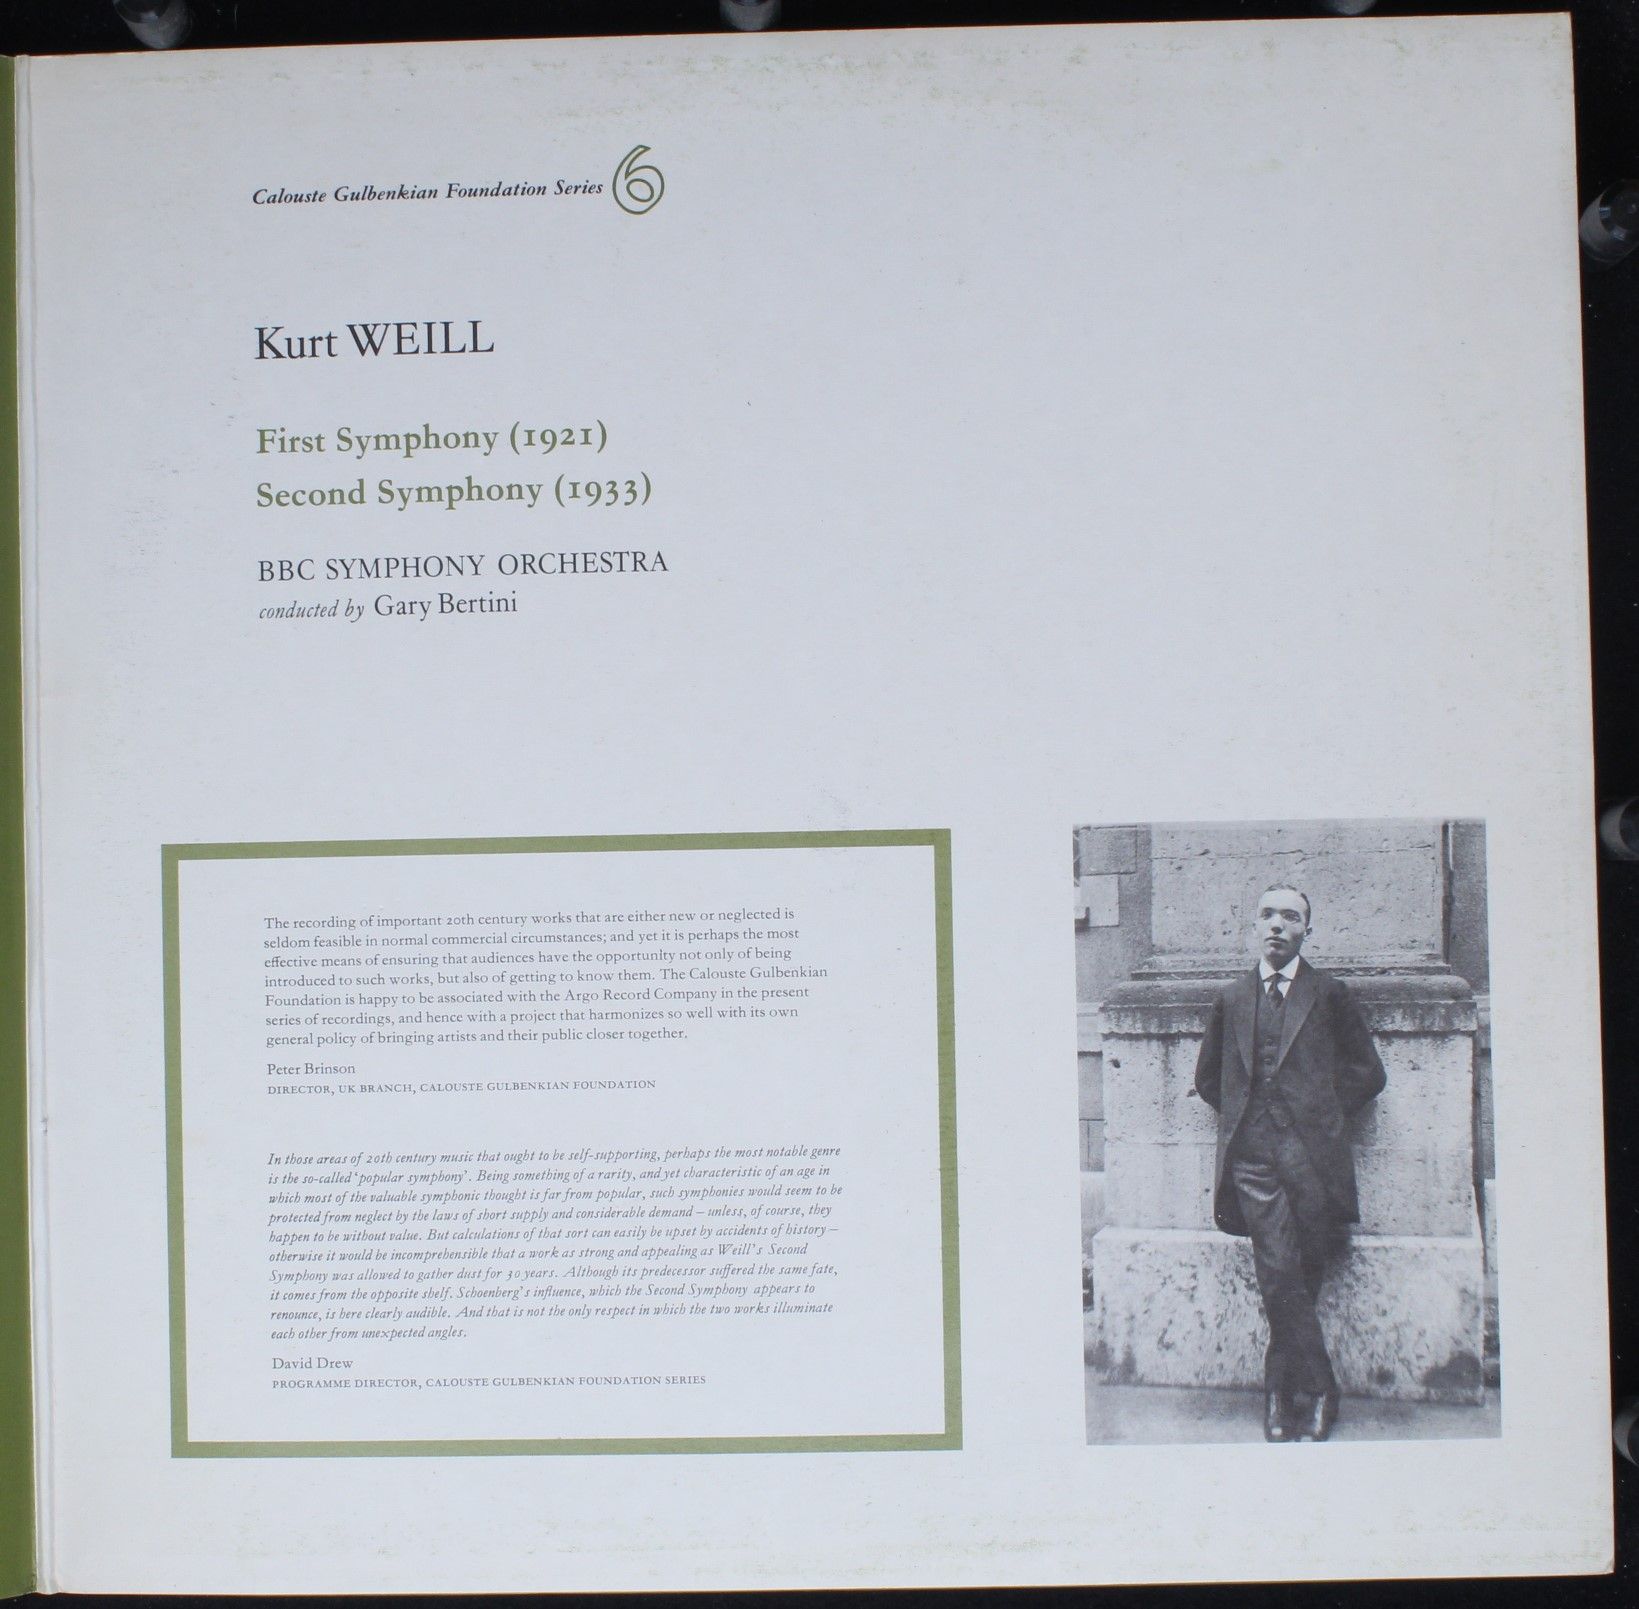 Calouste Gulbenkian Foundation Series 6
Kurt WEILL
First Symphony (1921)
Second Symphony (1933)
BBC SYMPHONY ORCHESTRA
conducted by Gary Bertini
The recording of important 20th century works that are either new or neglected is
seldom feasible in normal commercial circumstances; and yet it is perhaps the most
effective means of ensuring that audiences have the opportunity not only of being
introduced to such works, but also of getting to know them. The Calouste Gulbenkian
Foundation is happy to be associated with the Argo Record Company in the present
series of recordings, and hence with a project that harmonizes so well with its own
general policy of bringing artists and their public closer together.
Peter Brinson
DIRECTOR, UK BRANCH, CALOUSTE GULBENKIAN FOUNDATION
In those areas of 20th century music that ought to be self-supporting, perhaps the most notable genre
is the so-called 'popular symphony'. Being something of a rarity, and yet characteristic of an age in
which most of the valuable symphonic thought is far from popular, such symphonies would seem to be
protected from neglect by the laws of short supply and considerable demand – unless, of course, they
happen to be without value. But calculations of that sort can easily be upset by accidents of history –
otherwise it would be incomprehensible that a work as strong and appealing as Weill's Second
Symphony was allowed to gather dust for 30 years. Although its predecessor suffered the same fate,
it comes from the opposite shelf. Schoenberg's influence, which the Second Symphony appears to
renounce, is here clearly audible. And that is not the only respect in which the two works illuminate
each other from unexpected angles.
David Drew
PROGRAMME DIRECTOR, CALOUSTE GULBENKIAN FOUNDATION SERIES